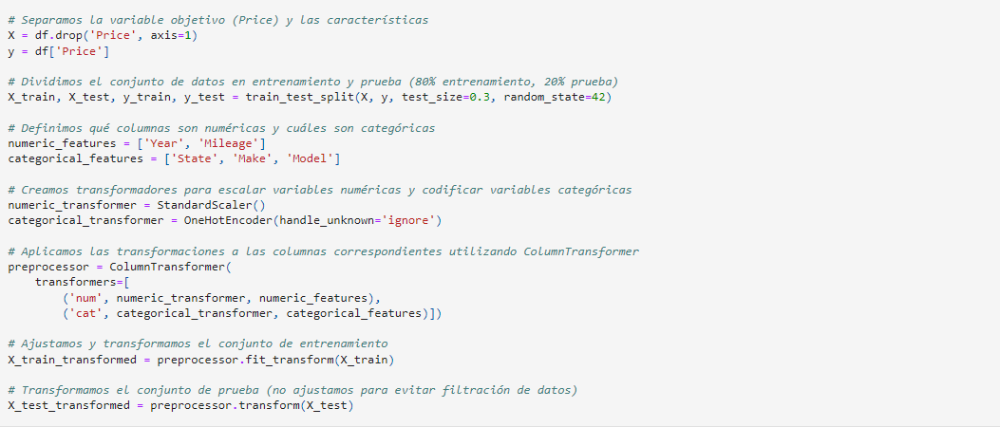 # Separamos la variable objetivo (Price) y las características
X = df.drop('Price', axis=1)
y = df['Price']
# Dividimos el conjunto de datos en entrenamiento y prueba (80% entrenamiento, 20% prueba)
X_train, X_test, y_train, y_test = train_test_split(X, y, test_size=0.3, random_state=42)
# Definimos qué columnas son numéricas y cuáles son categóricas
numeric_features = ['Year', 'Mileage']
categorical_features = ['State', 'Make', 'Model']
# Creamos transformadores para escalar variables numéricas y codificar variables categóricas
numeric_transformer = StandardScaler()
categorical_transformer = OneHotEncoder(handle_unknown='ignore')
# Aplicamos las transformaciones a las columnas correspondientes utilizando ColumnTransformer
preprocessor = ColumnTransformer(
    transformers=[
        ('num', numeric_transformer, numeric_features),
        ('cat', categorical_transformer, categorical_features)])
# Ajustamos y transformamos el conjunto de entrenamiento
X_train_transformed = preprocessor.fit_transform(X_train)
# Transformamos el conjunto de prueba (no ajustamos para evitar filtración de datos)
X_test_transformed = preprocessor.transform(X_test)